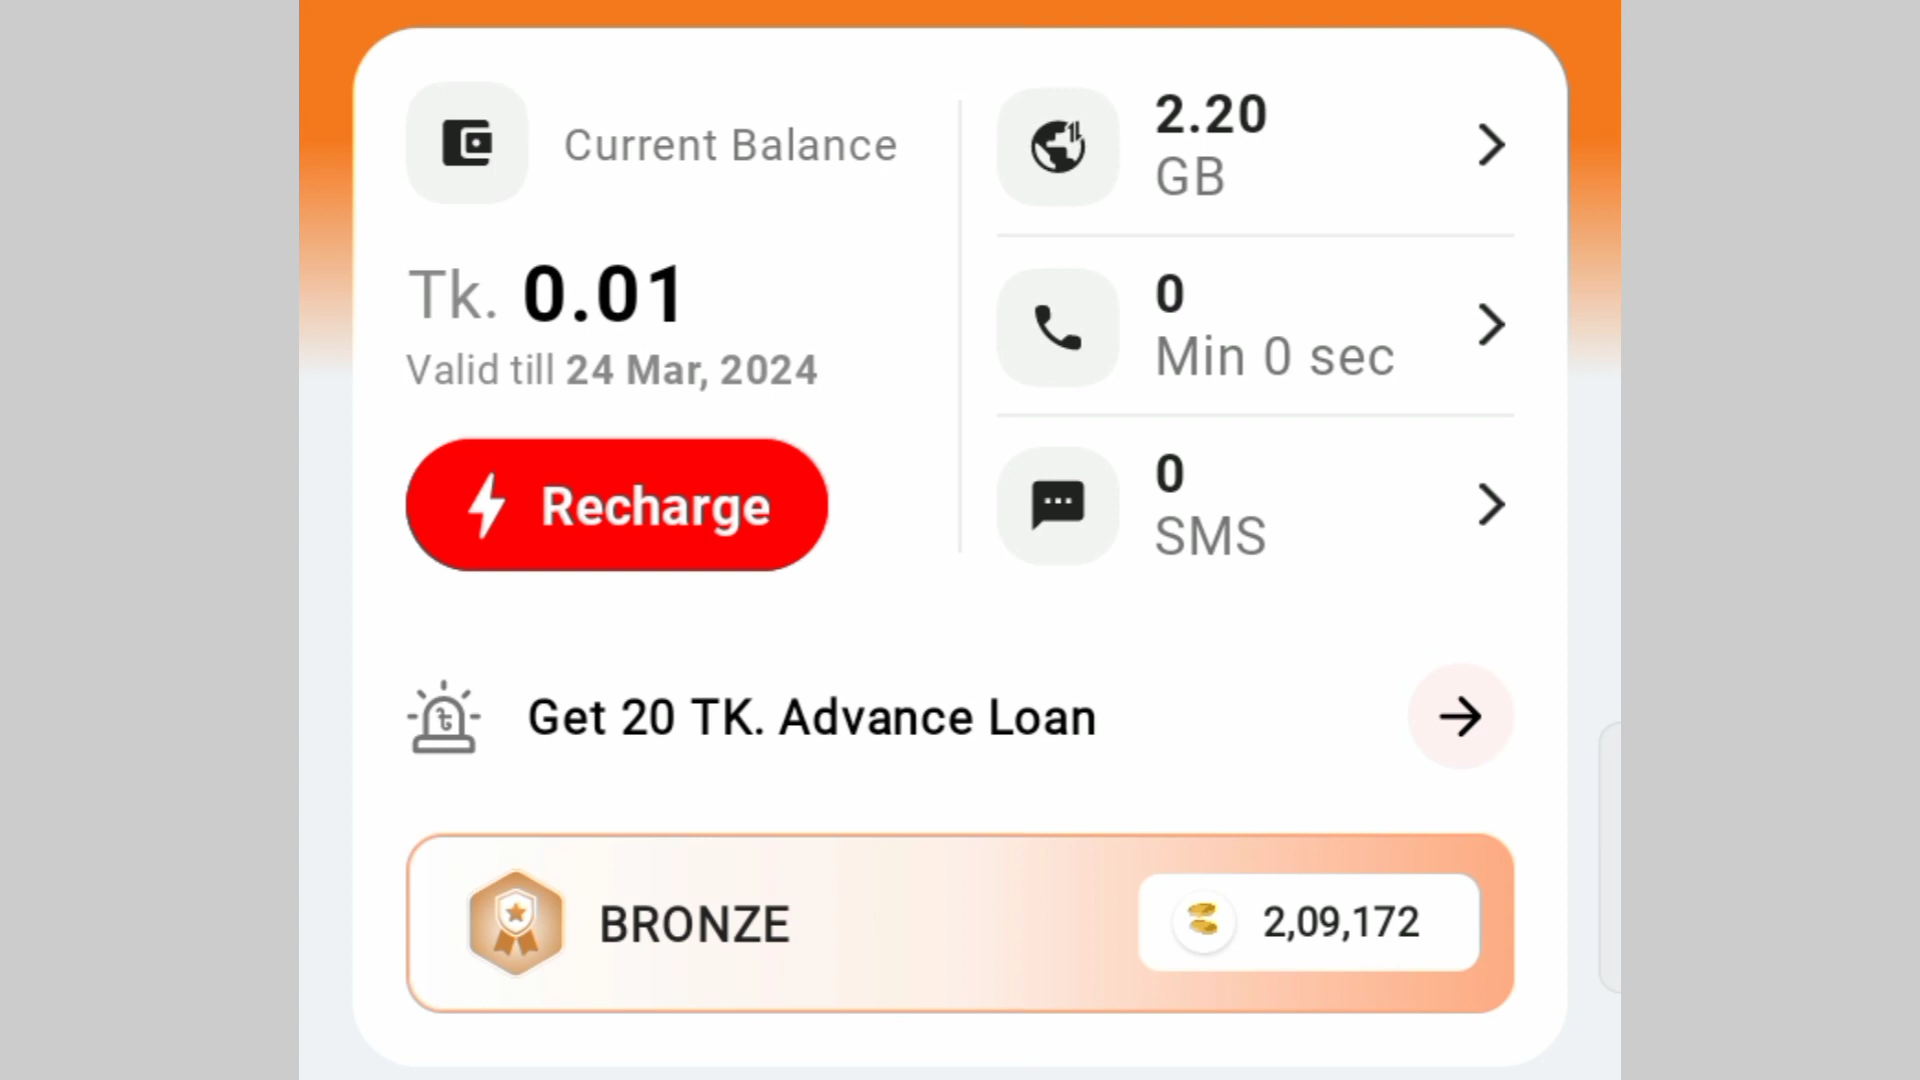 Current Balance
Tk. 0.01
Valid till 24 Mar, 2024
Recharge
2.20
GB
0
Min 0 sec
0
SMS
Get 20 TK. Advance Loan
BRONZE
2,09,172